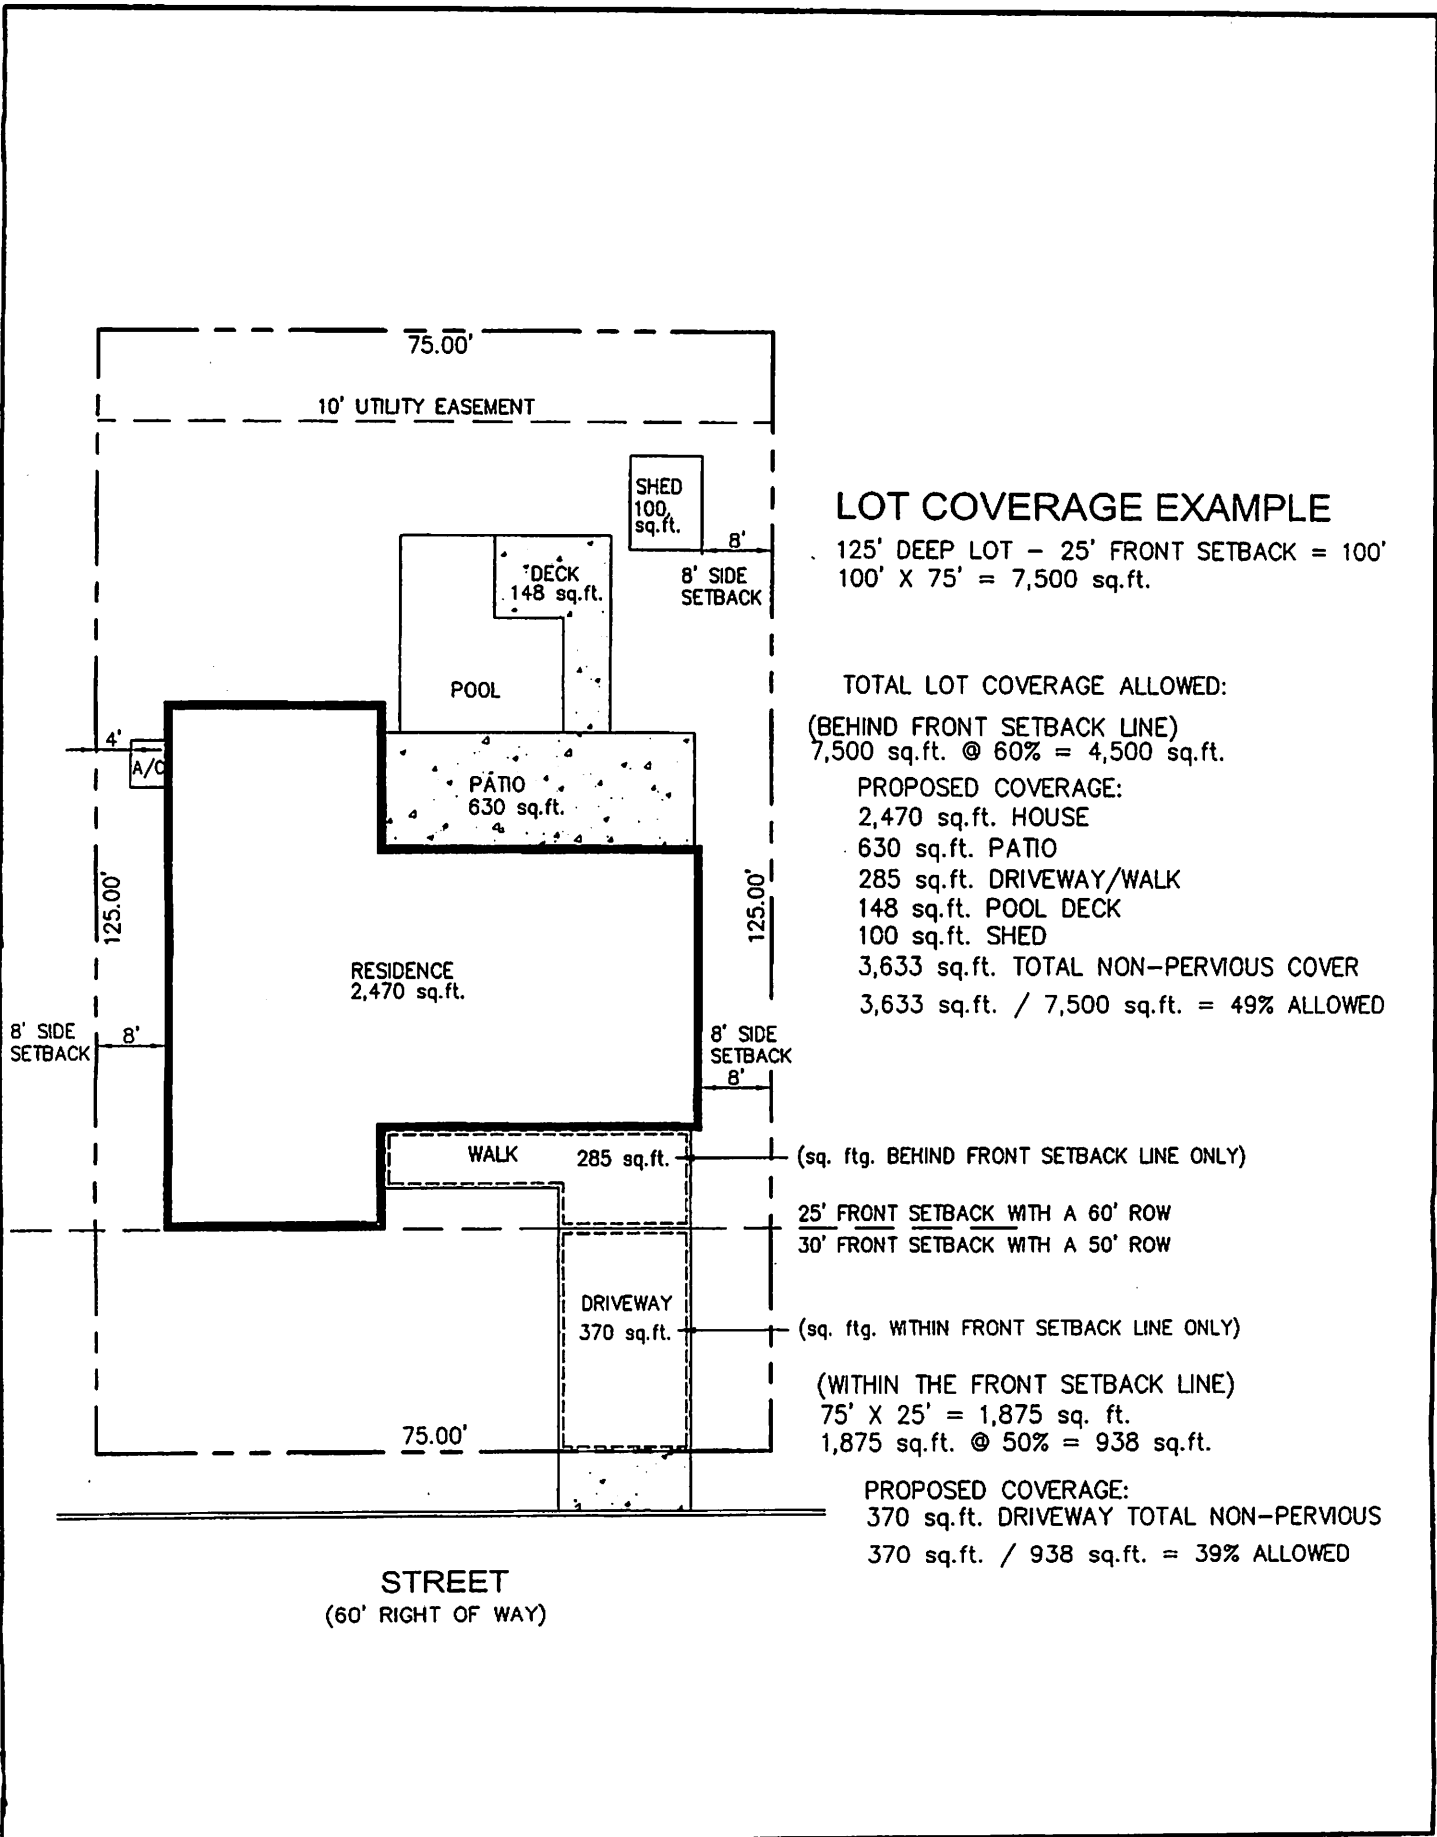 75.00'
10' UTILITY EASEMENT
SHED
100
sq.ft.
8'
8' SIDE
SETBACK
DECK
148 sq.ft.
POOL
4'
A/C
PATIO
630 sq.ft.
125.00'
125.00'
RESIDENCE
2,470 sq.ft.
8' SIDE
SETBACK
8'
8' SIDE
SETBACK
8'
WALK
285 sq.ft.
DRIVEWAY
370 sq.ft.
75.00'
STREET
(60' RIGHT OF WAY)
LOT COVERAGE EXAMPLE
125' DEEP LOT - 25' FRONT SETBACK = 100'
100' X 75' = 7,500 sq.ft.
TOTAL LOT COVERAGE ALLOWED:
(BEHIND FRONT SETBACK LINE)
7,500 sq.ft. @ 60% = 4,500 sq.ft.
PROPOSED COVERAGE:
2,470 sq.ft. HOUSE
630 sq.ft. PATIO
285 sq.ft. DRIVEWAY/WALK
148 sq.ft. POOL DECK
100 sq.ft. SHED
3,633 sq.ft. TOTAL NON-PERVIOUS COVER
3,633 sq.ft. / 7,500 sq.ft. = 49% ALLOWED
(sq. ftg. BEHIND FRONT SETBACK LINE ONLY)
25' FRONT SETBACK WITH A 60' ROW
30' FRONT SETBACK WITH A 50' ROW
(sq. ftg. WITHIN FRONT SETBACK LINE ONLY)
(WITHIN THE FRONT SETBACK LINE)
75' X 25' = 1,875 sq. ft.
1,875 sq.ft. @ 50% = 938 sq.ft.
PROPOSED COVERAGE:
370 sq.ft. DRIVEWAY TOTAL NON-PERVIOUS
370 sq.ft. / 938 sq.ft. = 39% ALLOWED